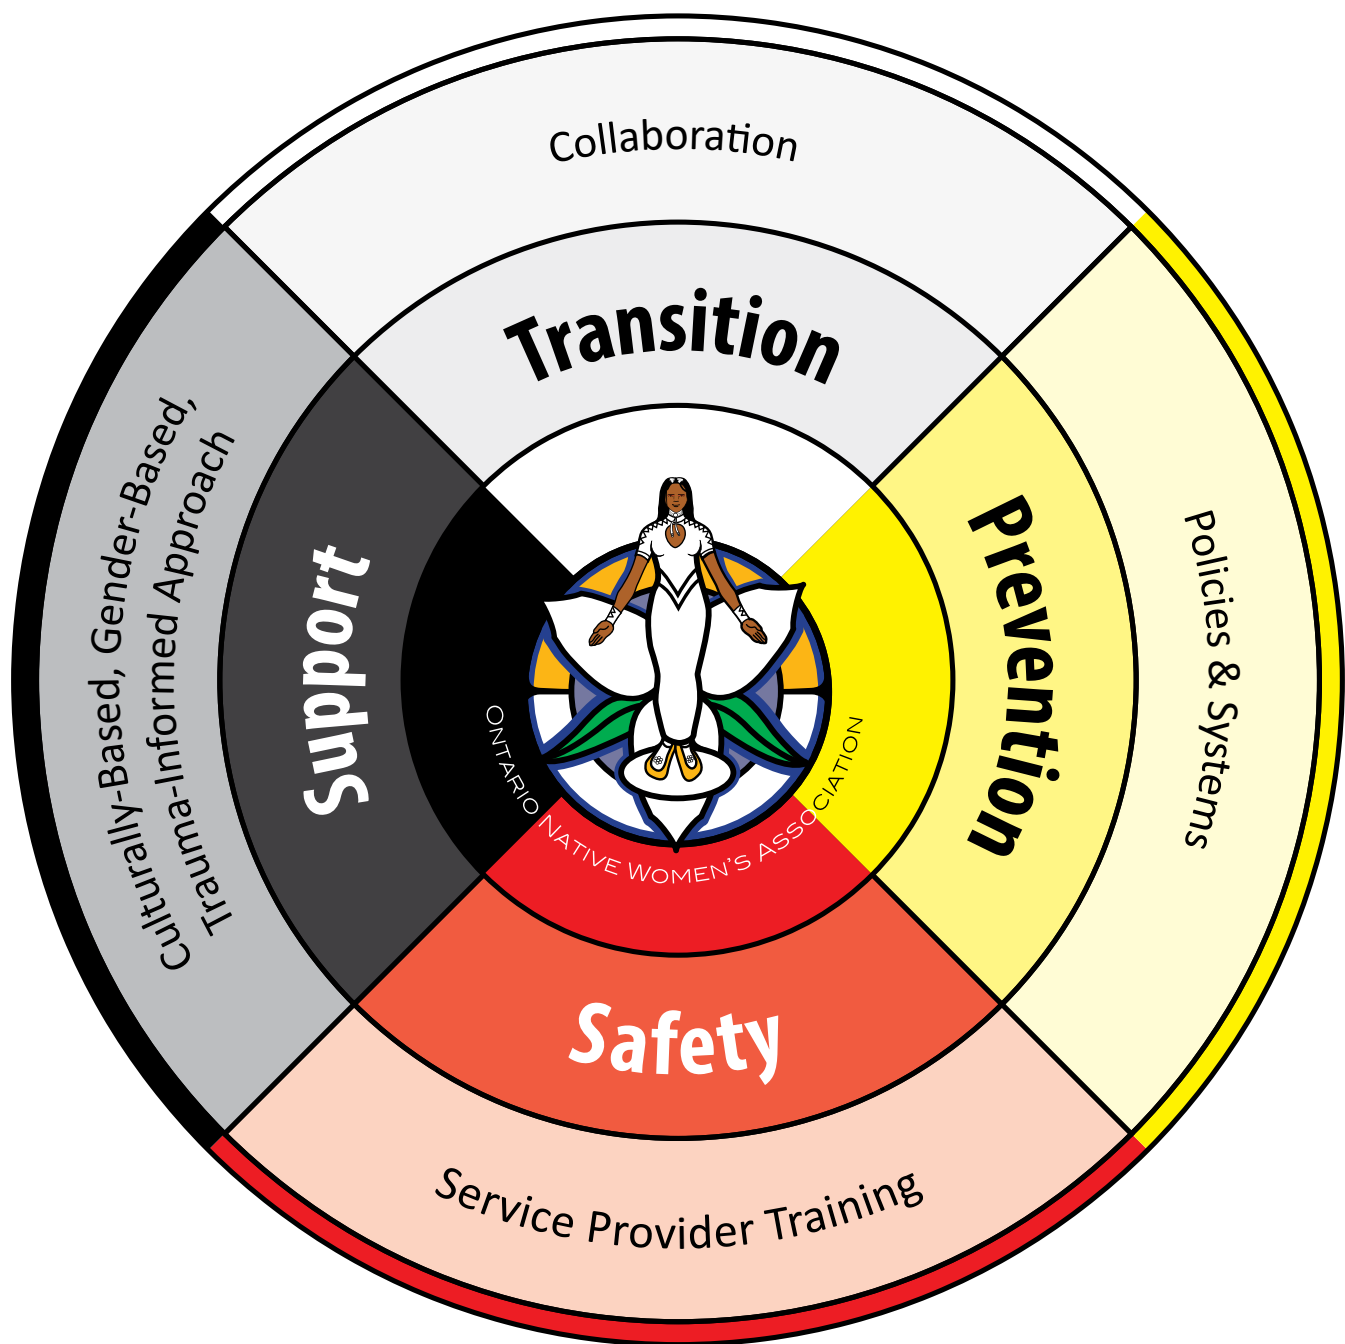 Collaboration
Transition
Prevention
Policies & Systems
Safety
Service Provider Training
Support
Culturally-Based, Gender-Based,
Trauma-Informed Approach
ONTARIO NATIVE WOMEN'S ASSOCIATION